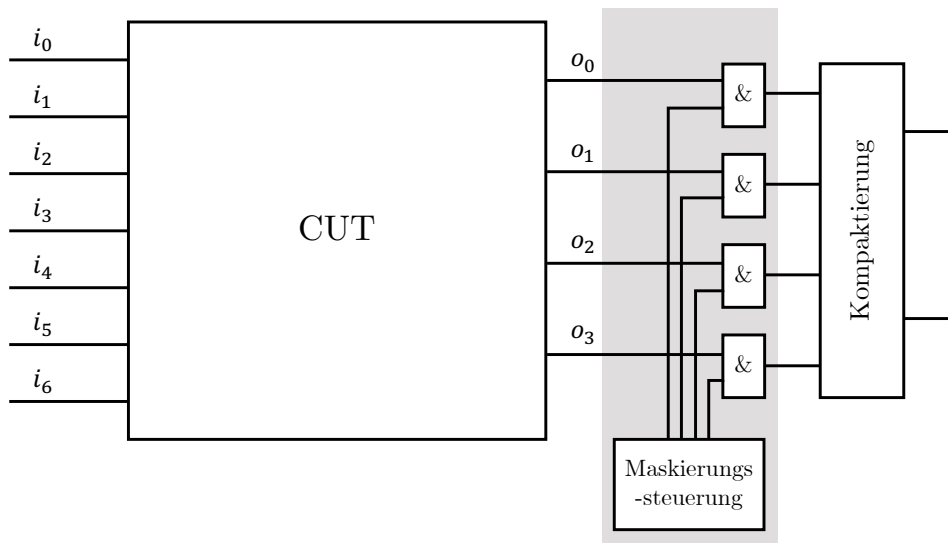 i₀
i₁
i₂
i₃
i₄
i₅
i₆
CUT
o₀
o₁
o₂
o₃
&
&
&
&
Maskierungs
-steuerung
Kompaktierung